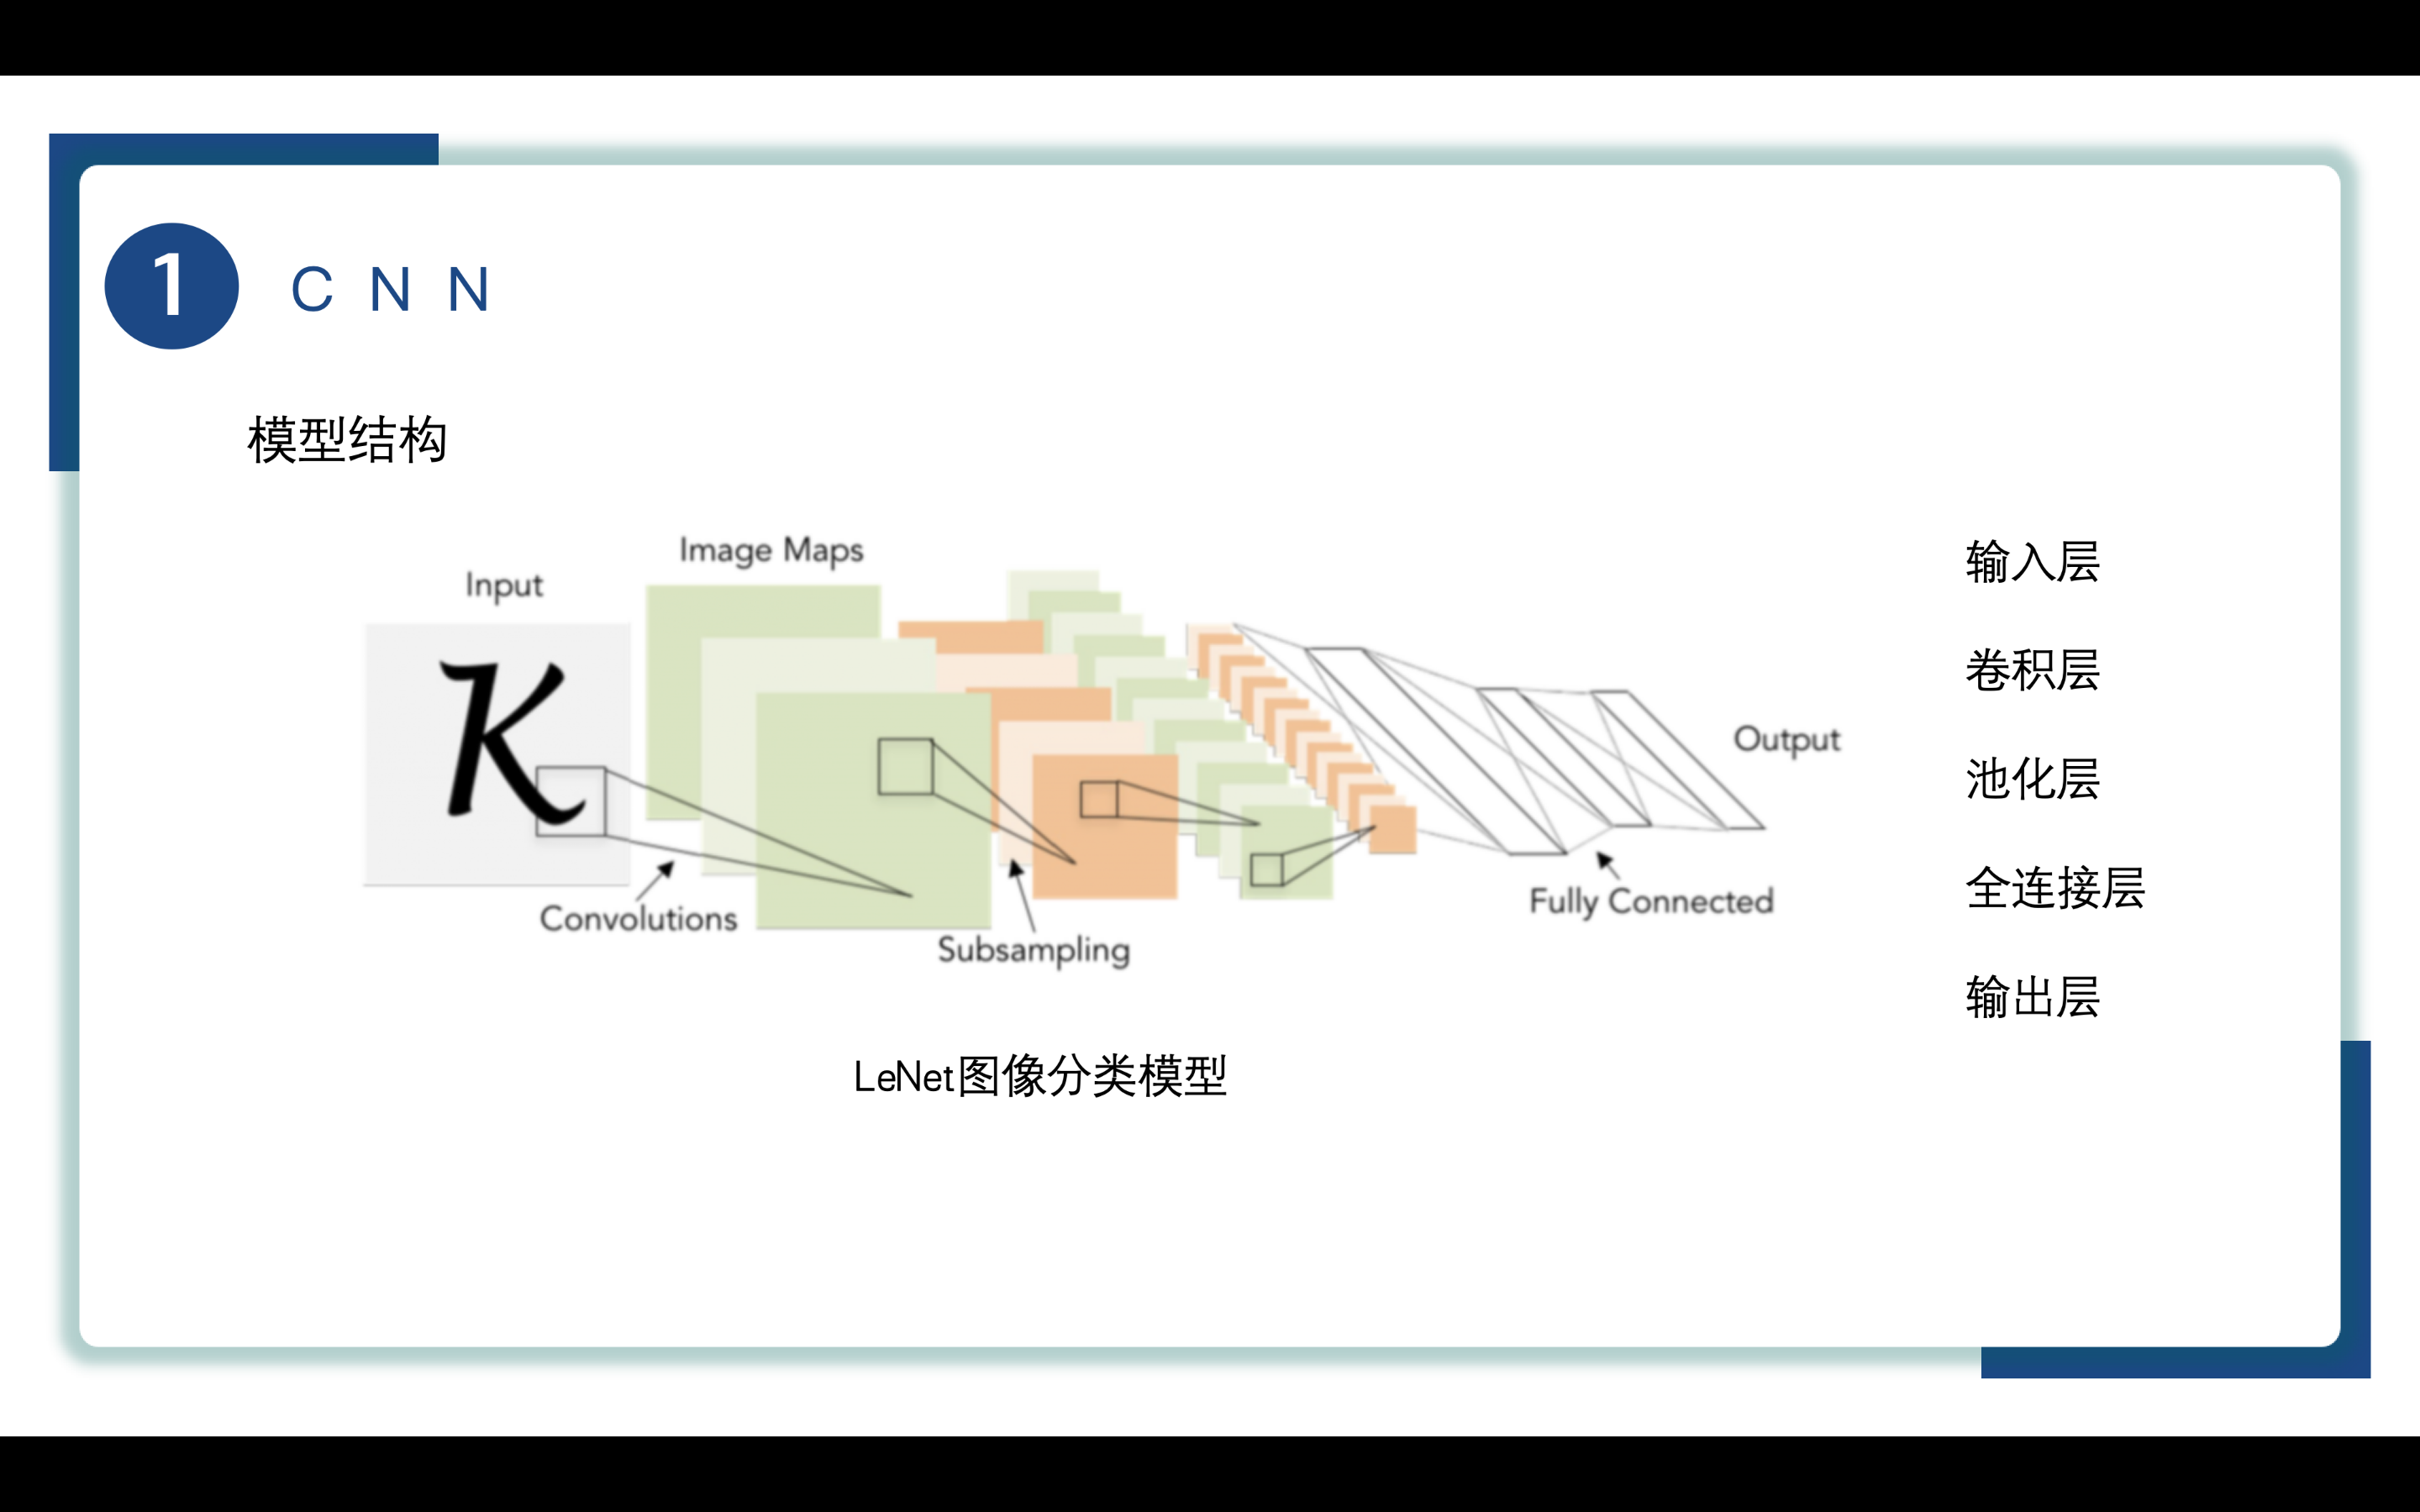 1
CNN
模型结构
Input
Image Maps
Convolutions
Subsampling
Fully Connected
Output
K
LeNet图像分类模型
输入层
卷积层
池化层
全连接层
输出层